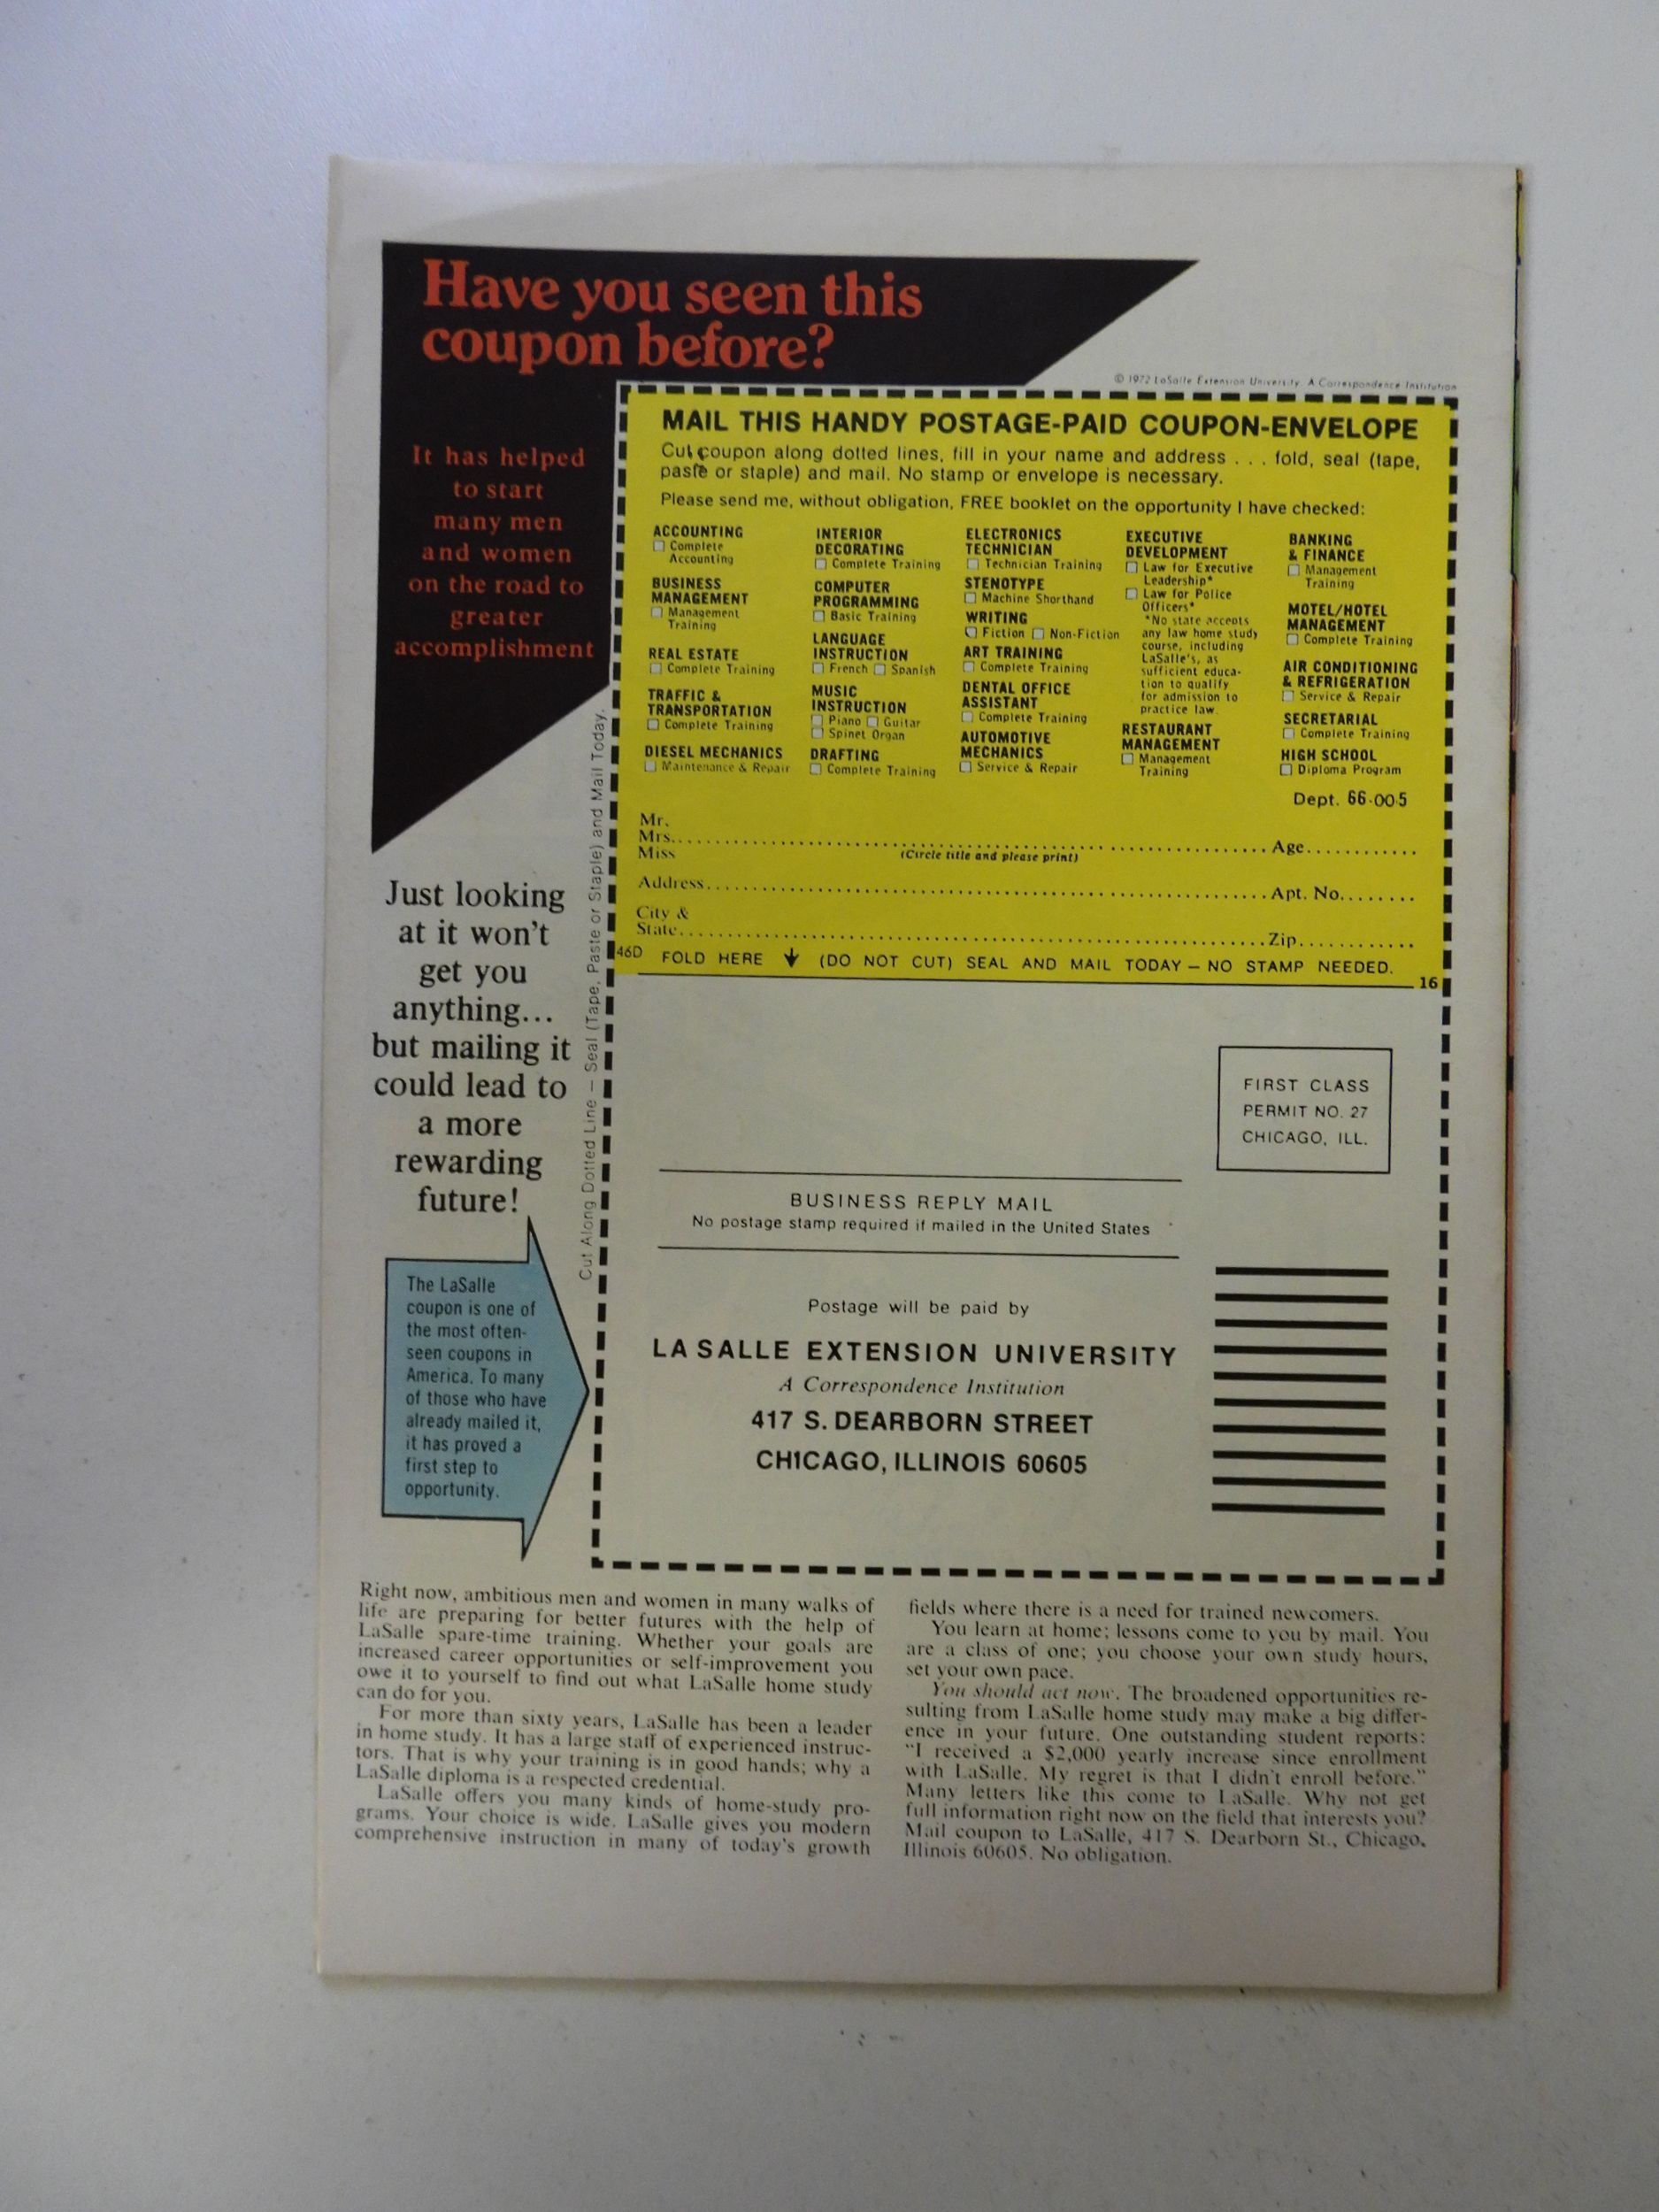 Have you seen this
coupon before?
It has helped
to start
many men
and women
on the road to
greater
accomplishment
© 1972 LaSalle Extension University A Correspondence Institution
MAIL THIS HANDY POSTAGE-PAID COUPON-ENVELOPE
Cut coupon along dotted lines, fill in your name and address . . . fold, seal (tape,
paste or staple) and mail. No stamp or envelope is necessary.
Please send me, without obligation, FREE booklet on the opportunity I have checked:
ACCOUNTING
☐ Complete
Accounting
BUSINESS
MANAGEMENT
☐ Management
Training
REAL ESTATE
☐ Complete Training
TRAFFIC &
TRANSPORTATION
☐ Complete Training
DIESEL MECHANICS
☐ Maintenance & Repair
INTERIOR
DECORATING
☐ Complete Training
COMPUTER
PROGRAMMING
☐ Basic Training
LANGUAGE
INSTRUCTION
☐ French ☐ Spanish
MUSIC
INSTRUCTION
☐ Piano ☐ Guitar
☐ Spinet Organ
DRAFTING
☐ Complete Training
ELECTRONICS
TECHNICIAN
☐ Technician Training
STENOTYPE
☐ Machine Shorthand
WRITING
☐ Fiction ☐ Non-Fiction
ART TRAINING
☐ Complete Training
DENTAL OFFICE
ASSISTANT
☐ Complete Training
AUTOMOTIVE
MECHANICS
☐ Service & Repair
EXECUTIVE
DEVELOPMENT
☐ Law for Executive
Leadership*
☐ Law for Police
Officers*
*No state accepts
any law home study
course, including
LaSalle's, as
sufficient educa-
tion to qualify
for admission to
practice law.
RESTAURANT
MANAGEMENT
☐ Management
Training
BANKING
& FINANCE
☐ Management
Training
MOTEL/HOTEL
MANAGEMENT
☐ Complete Training
AIR CONDITIONING
& REFRIGERATION
☐ Service & Repair
SECRETARIAL
☐ Complete Training
HIGH SCHOOL
☐ Diploma Program
Dept. 66-005
Mr.
Mrs. Age
Miss (Circle title and please print)
Address Apt. No.
City &
State Zip
46D FOLD HERE ↓ (DO NOT CUT) SEAL AND MAIL TODAY — NO STAMP NEEDED.
16
Cut Along Dotted Line — Seal (Tape, Paste or Staple) and Mail Today.
Just looking
at it won't
get you
anything...
but mailing it
could lead to
a more
rewarding
future!
FIRST CLASS
PERMIT NO. 27
CHICAGO, ILL.
BUSINESS REPLY MAIL
No postage stamp required if mailed in the United States
Postage will be paid by
LA SALLE EXTENSION UNIVERSITY
A Correspondence Institution
417 S. DEARBORN STREET
CHICAGO, ILLINOIS 60605
The LaSalle
coupon is one of
the most often-
seen coupons in
America. To many
of those who have
already mailed it,
it has proved a
first step to
opportunity.
Right now, ambitious men and women in many walks of
life are preparing for better futures with the help of
LaSalle spare-time training. Whether your goals are
increased career opportunities or self-improvement you
owe it to yourself to find out what LaSalle home study
can do for you.
For more than sixty years, LaSalle has been a leader
in home study. It has a large staff of experienced instruc-
tors. That is why your training is in good hands; why a
LaSalle diploma is a respected credential.
LaSalle offers you many kinds of home-study pro-
grams. Your choice is wide. LaSalle gives you modern
comprehensive instruction in many of today's growth
fields where there is a need for trained newcomers.
You learn at home; lessons come to you by mail. You
are a class of one; you choose your own study hours,
set your own pace.
You should act now. The broadened opportunities re-
sulting from LaSalle home study may make a big differ-
ence in your future. One outstanding student reports:
"I received a $2,000 yearly increase since enrollment
with LaSalle. My regret is that I didn't enroll before."
Many letters like this come to LaSalle. Why not get
full information right now on the field that interests you?
Mail coupon to LaSalle, 417 S. Dearborn St., Chicago,
Illinois 60605. No obligation.